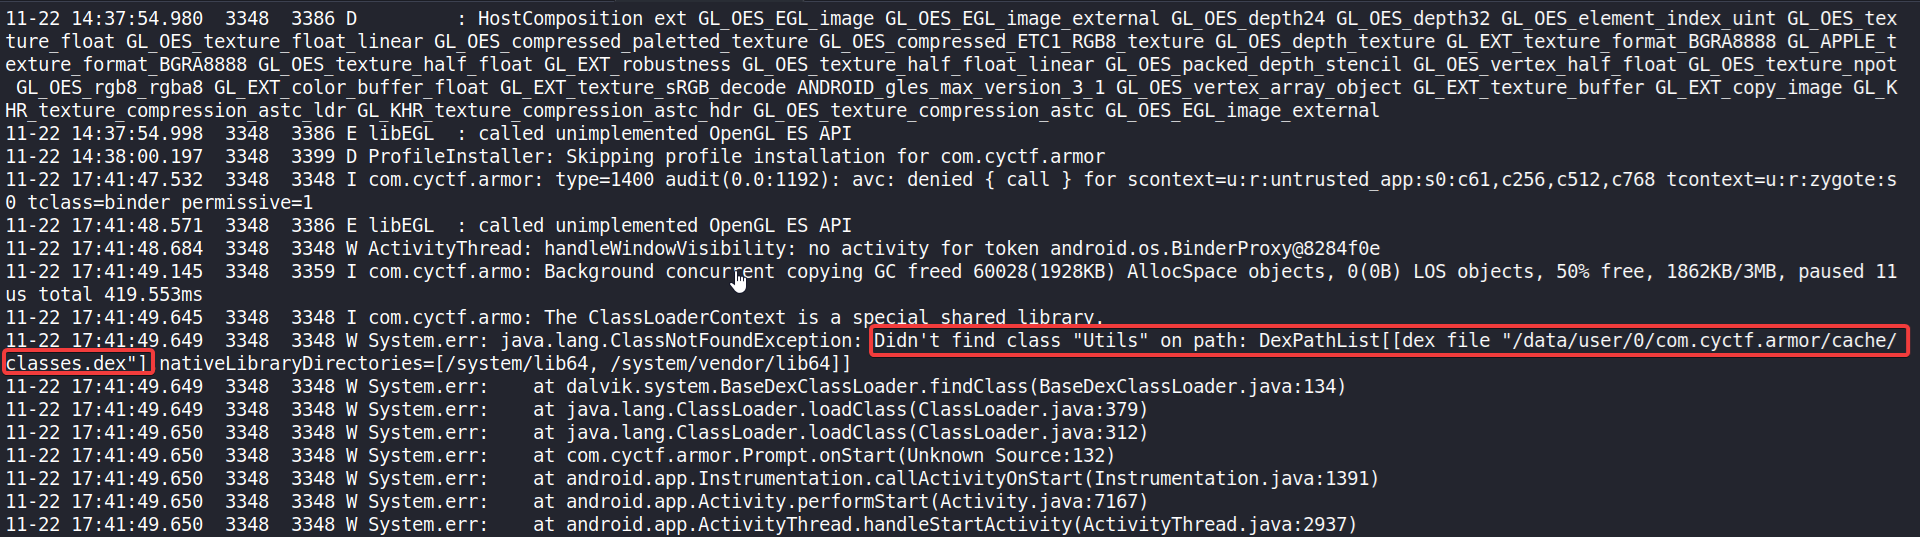 11-22 14:37:54.980  3348  3386 D         : HostComposition ext GL_OES_EGL_image GL_OES_EGL_image_external GL_OES_depth24 GL_OES_depth32 GL_OES_element_index_uint GL_OES_tex
ture_float GL_OES_texture_float_linear GL_OES_compressed_paletted_texture GL_OES_compressed_ETC1_RGB8_texture GL_OES_depth_texture GL_EXT_texture_format_BGRA8888 GL_APPLE_t
exture_format_BGRA8888 GL_OES_texture_half_float GL_EXT_robustness GL_OES_texture_half_float_linear GL_OES_packed_depth_stencil GL_OES_vertex_half_float GL_OES_texture_npot
 GL_OES_rgb8_rgba8 GL_EXT_color_buffer_float GL_EXT_texture_sRGB_decode ANDROID_gles_max_version_3_1 GL_OES_vertex_array_object GL_EXT_texture_buffer GL_EXT_copy_image GL_K
HR_texture_compression_astc_ldr GL_KHR_texture_compression_astc_hdr GL_OES_texture_compression_astc GL_OES_EGL_image_external
11-22 14:37:54.998  3348  3386 E libEGL  : called unimplemented OpenGL ES API
11-22 14:38:00.197  3348  3399 D ProfileInstaller: Skipping profile installation for com.cyctf.armor
11-22 17:41:47.532  3348  3348 I com.cyctf.armor: type=1400 audit(0.0:1192): avc: denied { call } for scontext=u:r:untrusted_app:s0:c61,c256,c512,c768 tcontext=u:r:zygote:s
0 tclass=binder permissive=1
11-22 17:41:48.571  3348  3386 E libEGL  : called unimplemented OpenGL ES API
11-22 17:41:48.684  3348  3348 W ActivityThread: handleWindowVisibility: no activity for token android.os.BinderProxy@8284f0e
11-22 17:41:49.145  3348  3359 I com.cyctf.armo: Background concurrent copying GC freed 60028(1928KB) AllocSpace objects, 0(0B) LOS objects, 50% free, 1862KB/3MB, paused 11
us total 419.553ms
11-22 17:41:49.645  3348  3348 I com.cyctf.armo: The ClassLoaderContext is a special shared library.
11-22 17:41:49.649  3348  3348 W System.err: java.lang.ClassNotFoundException: Didn't find class "Utils" on path: DexPathList[[dex file "/data/user/0/com.cyctf.armor/cache/
classes.dex"],nativeLibraryDirectories=[/system/lib64, /system/vendor/lib64]]
11-22 17:41:49.649  3348  3348 W System.err:    at dalvik.system.BaseDexClassLoader.findClass(BaseDexClassLoader.java:134)
11-22 17:41:49.649  3348  3348 W System.err:    at java.lang.ClassLoader.loadClass(ClassLoader.java:379)
11-22 17:41:49.650  3348  3348 W System.err:    at java.lang.ClassLoader.loadClass(ClassLoader.java:312)
11-22 17:41:49.650  3348  3348 W System.err:    at com.cyctf.armor.Prompt.onStart(Unknown Source:132)
11-22 17:41:49.650  3348  3348 W System.err:    at android.app.Instrumentation.callActivityOnStart(Instrumentation.java:1391)
11-22 17:41:49.650  3348  3348 W System.err:    at android.app.Activity.performStart(Activity.java:7167)
11-22 17:41:49.650  3348  3348 W System.err:    at android.app.ActivityThread.handleStartActivity(ActivityThread.java:2937)